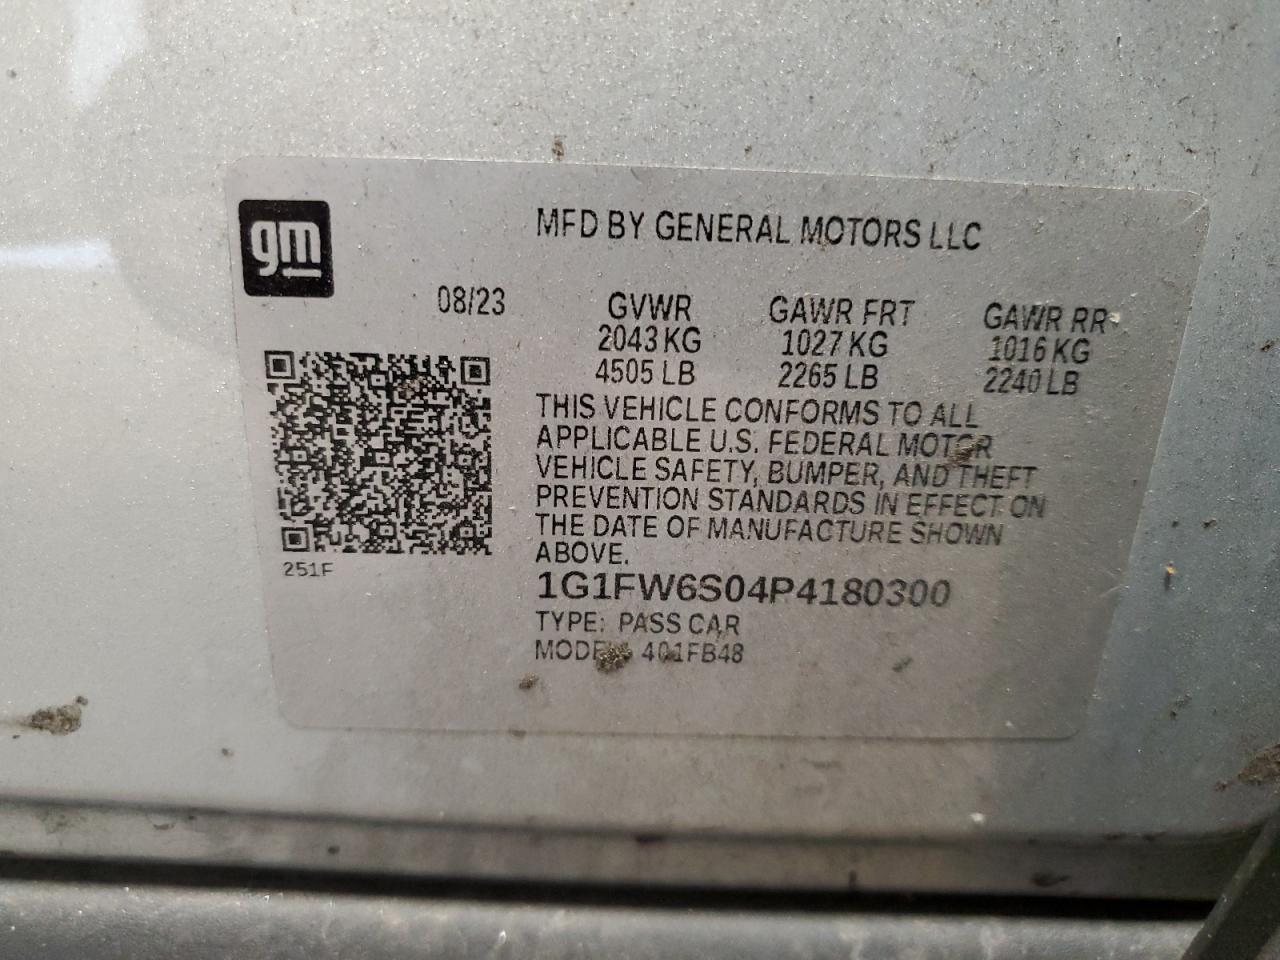 gm
MFD BY GENERAL MOTORS LLC
08/23 GVWR GAWR FRT GAWR RR
2043 KG 1027 KG 1016 KG
4505 LB 2265 LB 2240 LB
THIS VEHICLE CONFORMS TO ALL
APPLICABLE U.S. FEDERAL MOTOR
VEHICLE SAFETY, BUMPER, AND THEFT
PREVENTION STANDARDS IN EFFECT ON
THE DATE OF MANUFACTURE SHOWN
ABOVE.
251F
1G1FW6S04P4180300
TYPE: PASS CAR
401FB48